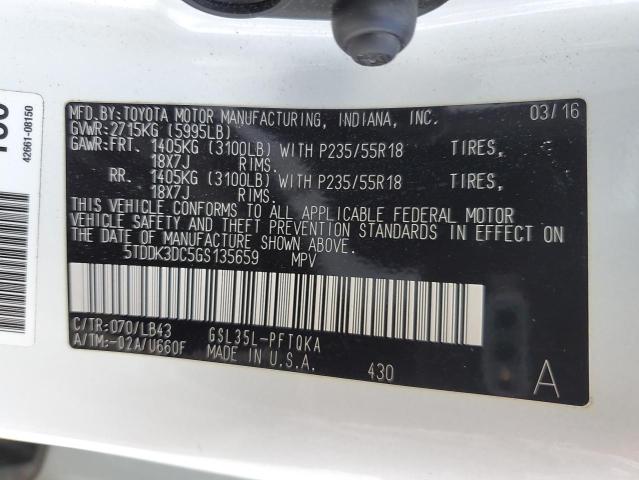 MFD.BY:TOYOTA MOTOR MANUFACTURING, INDIANA, INC. 03/16
GVWR:2715KG (5995LB)
GAWR:FRT. 1405KG (3100LB) WITH P235/55R18 TIRES,
18X7J RIMS.
RR. 1405KG (3100LB) WITH P235/55R18 TIRES,
18X7J RIMS.
THIS VEHICLE CONFORMS TO ALL APPLICABLE FEDERAL MOTOR
VEHICLE SAFETY AND THEFT PREVENTION STANDARDS IN EFFECT ON
THE DATE OF MANUFACTURE SHOWN ABOVE.
5TDDK3DC5GS135659 MPV
C/TR:070/LB43 GSL35L-PFTQKA
A/TM:-02A/U660F MADE IN U.S.A.
430 A
42661-08150